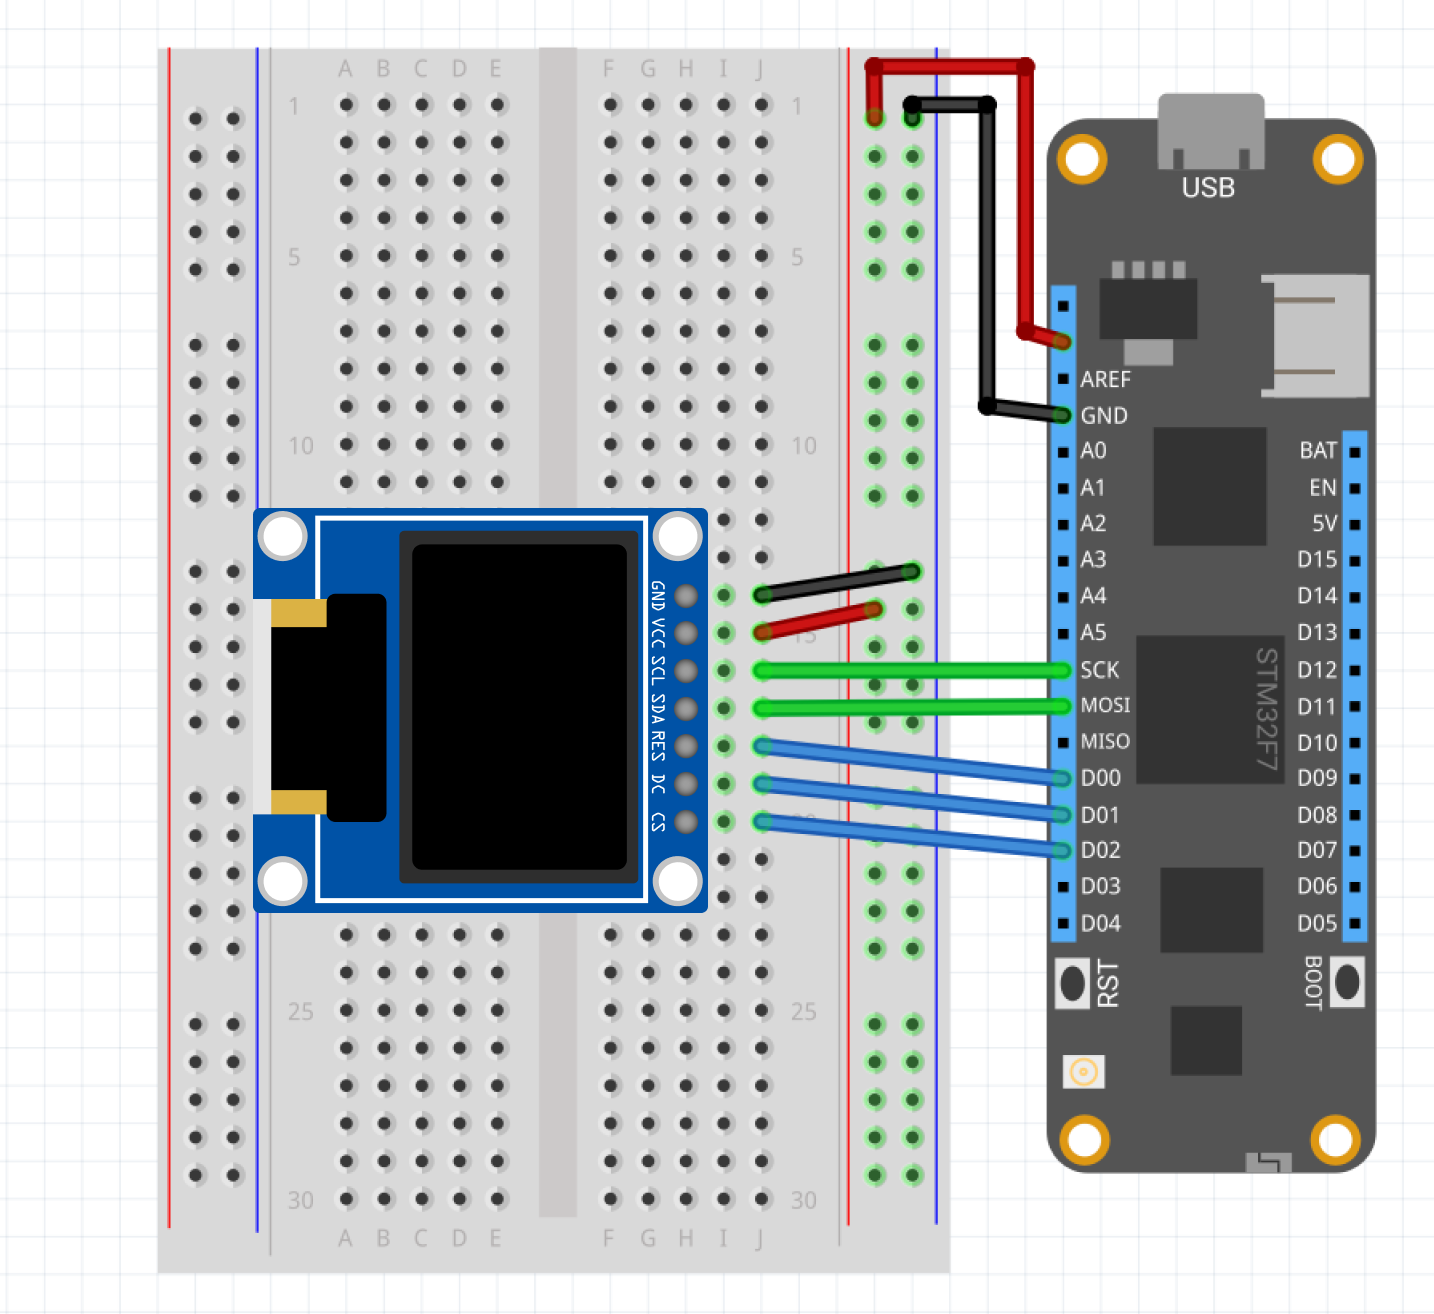 A B C D E F G H I J
1 1
5 5
10 10
15
20
25 25
30 30
A B C D E F G H I J
GND
VCC
SCL
SDA
RES
DC
CS
USB
AREF
GND
A0 BAT
A1 EN
A2 5V
A3 D15
A4 D14
A5 D13
SCK D12
MOSI D11
MISO D10
D00 D09
D01 D08
D02 D07
D03 D06
D04 D05
STM32F7
RST
BOOT